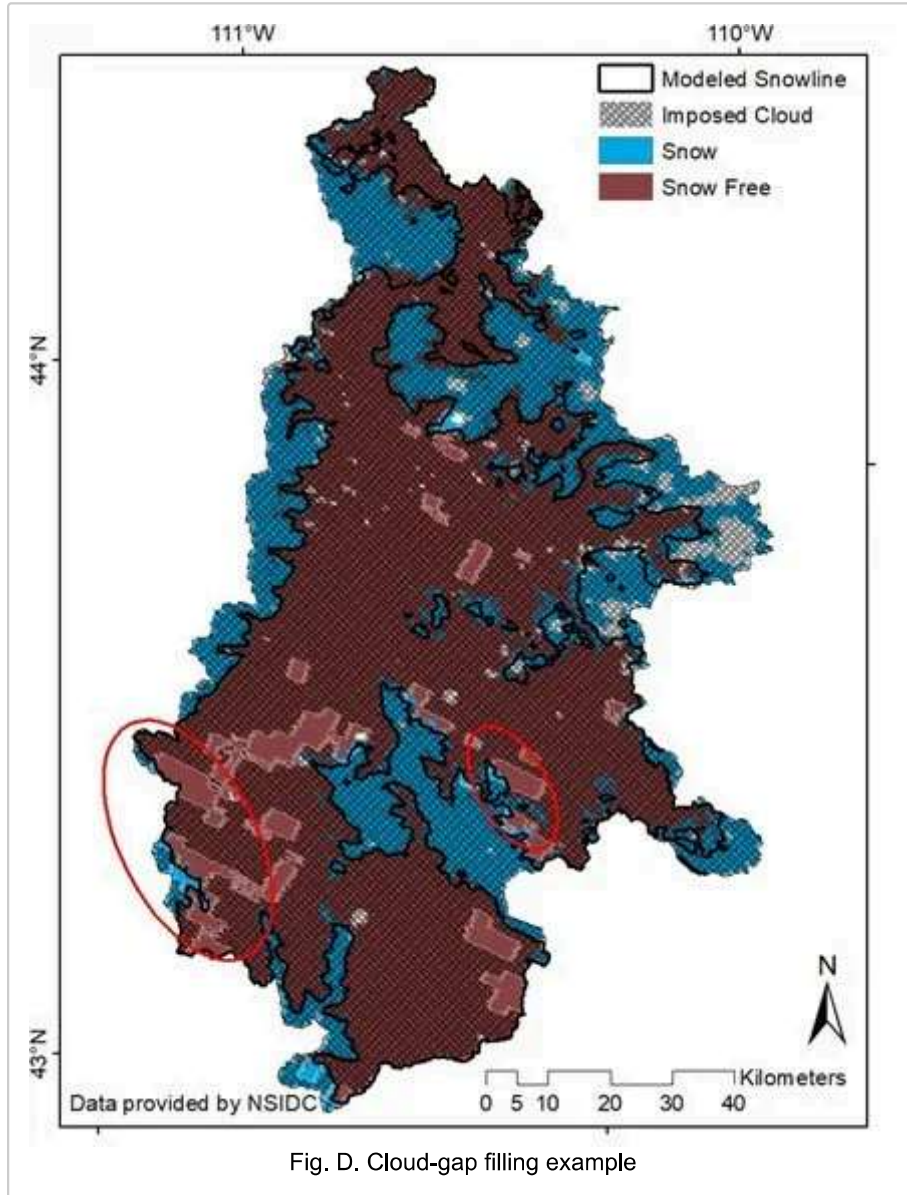 111°W
110°W
Modeled Snowline
Imposed Cloud
Snow
Snow Free
44°N
43°N
N
Kilometers
0 5 10 20 30 40
Data provided by NSIDC
Fig. D. Cloud-gap filling example